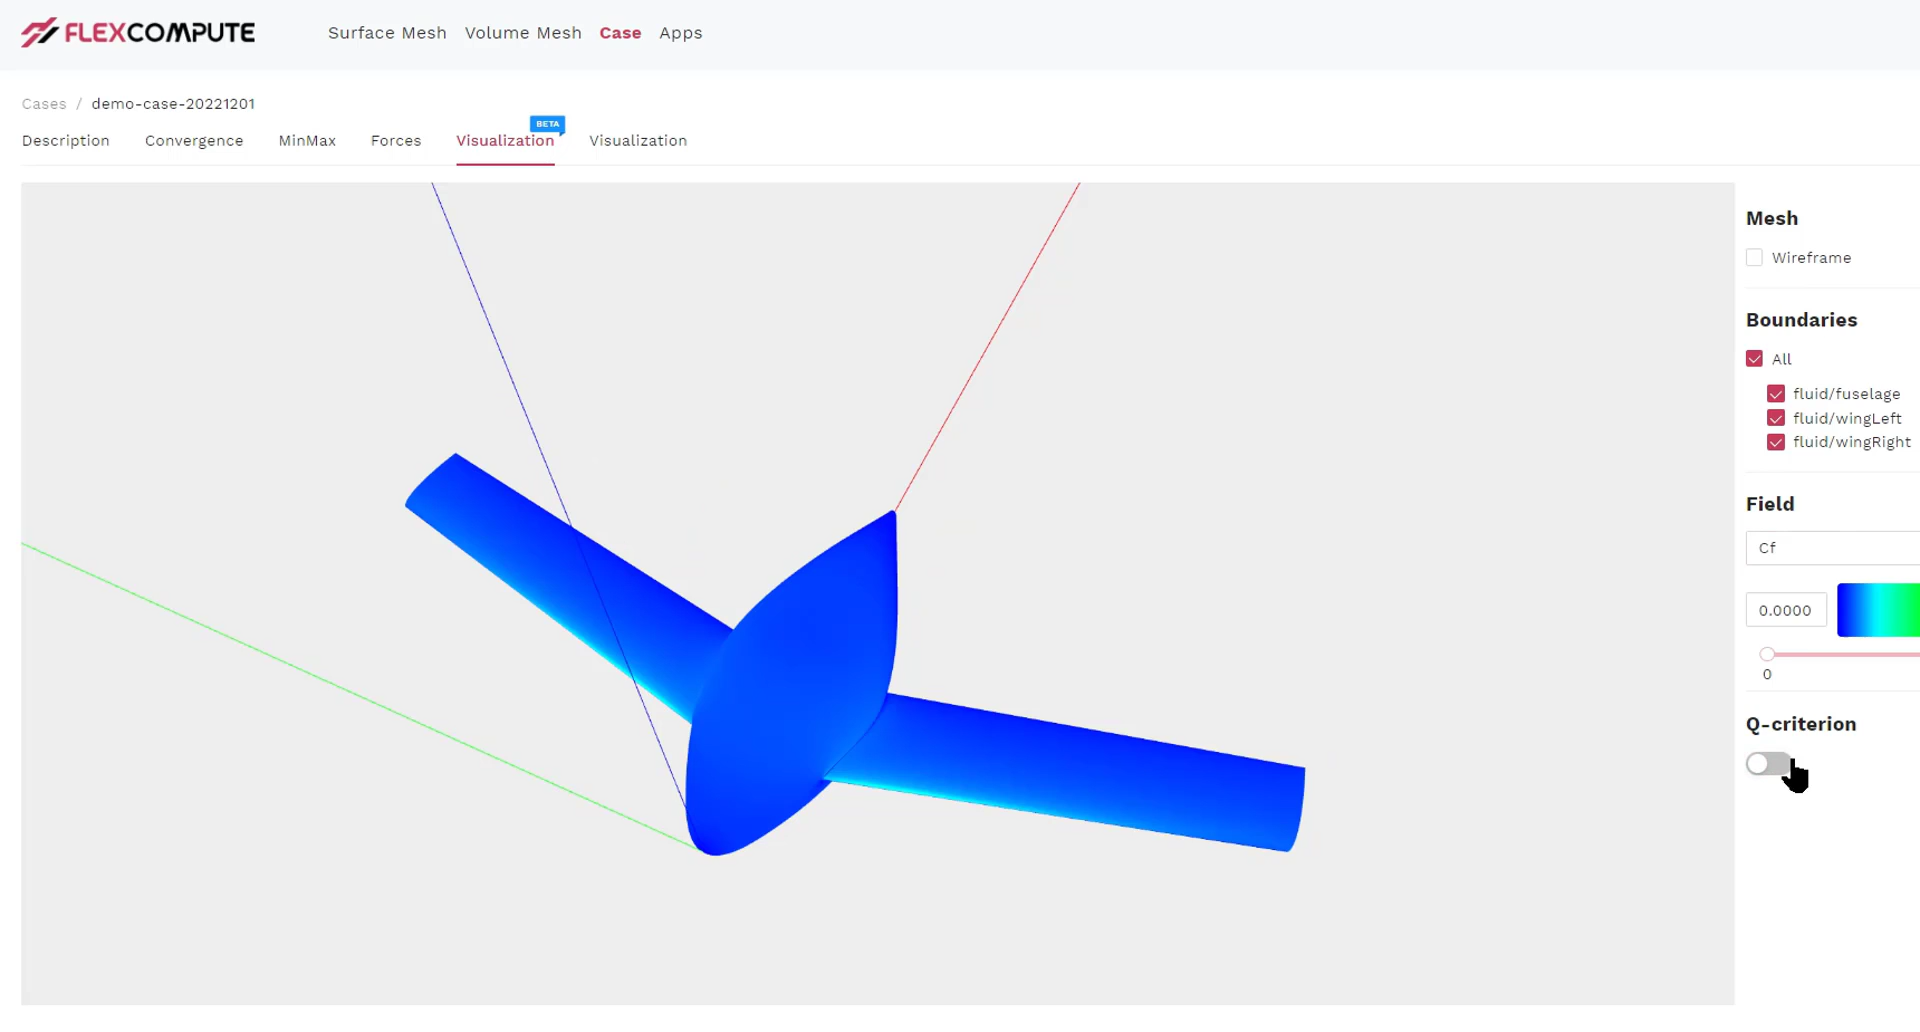 FLEXCOMPUTE Surface Mesh Volume Mesh Case Apps
Cases / demo-case-20221201
BETA
Description Convergence MinMax Forces Visualization Visualization
Mesh
Wireframe
Boundaries
All
fluid/fuselage
fluid/wingLeft
fluid/wingRight
Field
Cf
0.0000
0
Q-criterion